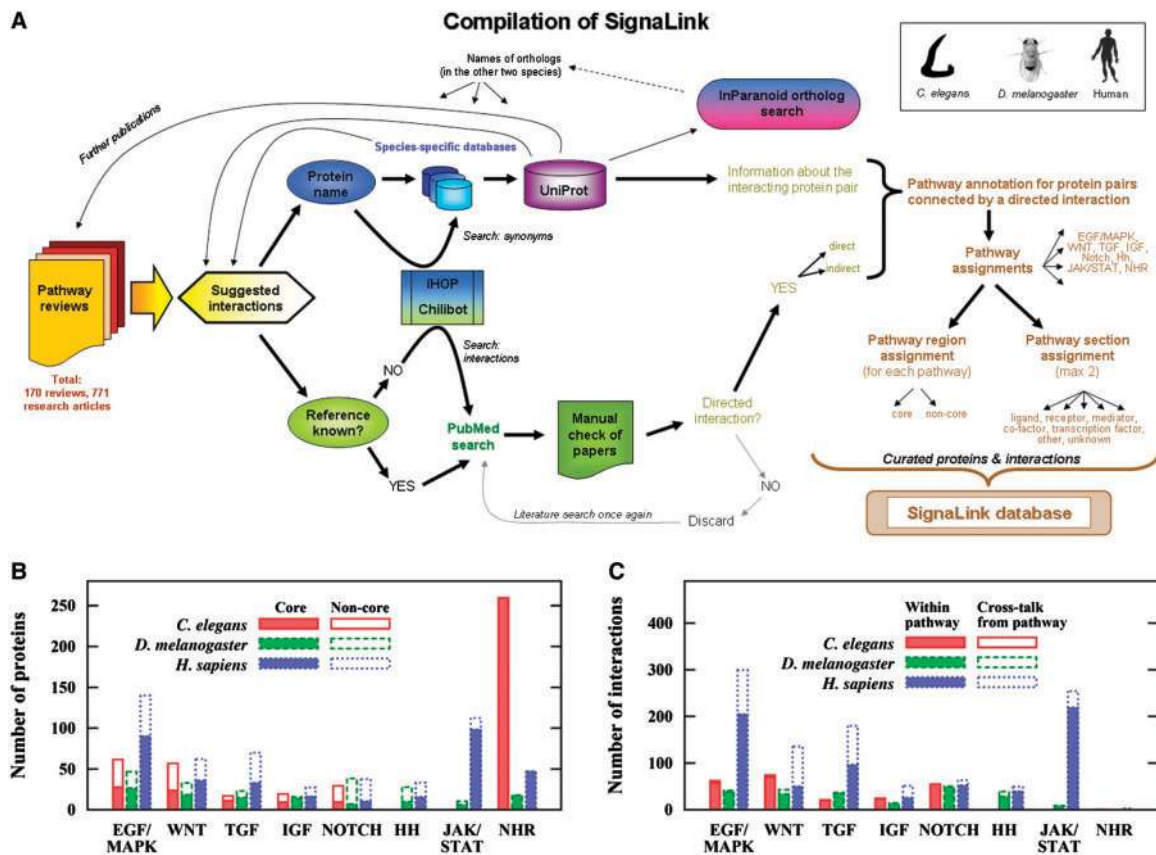 A
Compilation of SignaLink
Names of orthologs
(in the other two species)
InParanoid ortholog
search
C. elegans
D. melanogaster
Human
Further publications
Species-specific databases
Protein
name
UniProt
Information about the
interacting protein pair
Pathway annotation for protein pairs
connected by a directed interaction
Search: synonyms
Pathway
reviews
Suggested
interactions
iHOP
Chilibot
direct
indirect
YES
Pathway
assignments
EGF/MAPK,
WNT, TGF, IGF,
Notch, Hh,
JAK/STAT, NHR
Total:
170 reviews, 771
research articles
NO
Search:
interactions
Pathway region
assignment
(for each pathway)
Pathway section
assignment
(max 2)
core
non-core
ligand, receptor, mediator,
co-factor, transcription factor,
other, unknown
Reference
known?
PubMed
search
Manual
check of
papers
Directed
interaction?
YES
NO
Discard
Literature search once again
Curated proteins & interactions
SignaLink database
B
Number of proteins
250
200
150
100
50
0
Core
Non-core
C. elegans
D. melanogaster
H. sapiens
EGF/
MAPK
WNT
TGF
IGF
NOTCH
HH
JAK/
STAT
NHR
C
Number of interactions
400
300
200
100
0
Within
pathway
Cross-talk
from pathway
C. elegans
D. melanogaster
H. sapiens
EGF/
MAPK
WNT
TGF
IGF
NOTCH
HH
JAK/
STAT
NHR